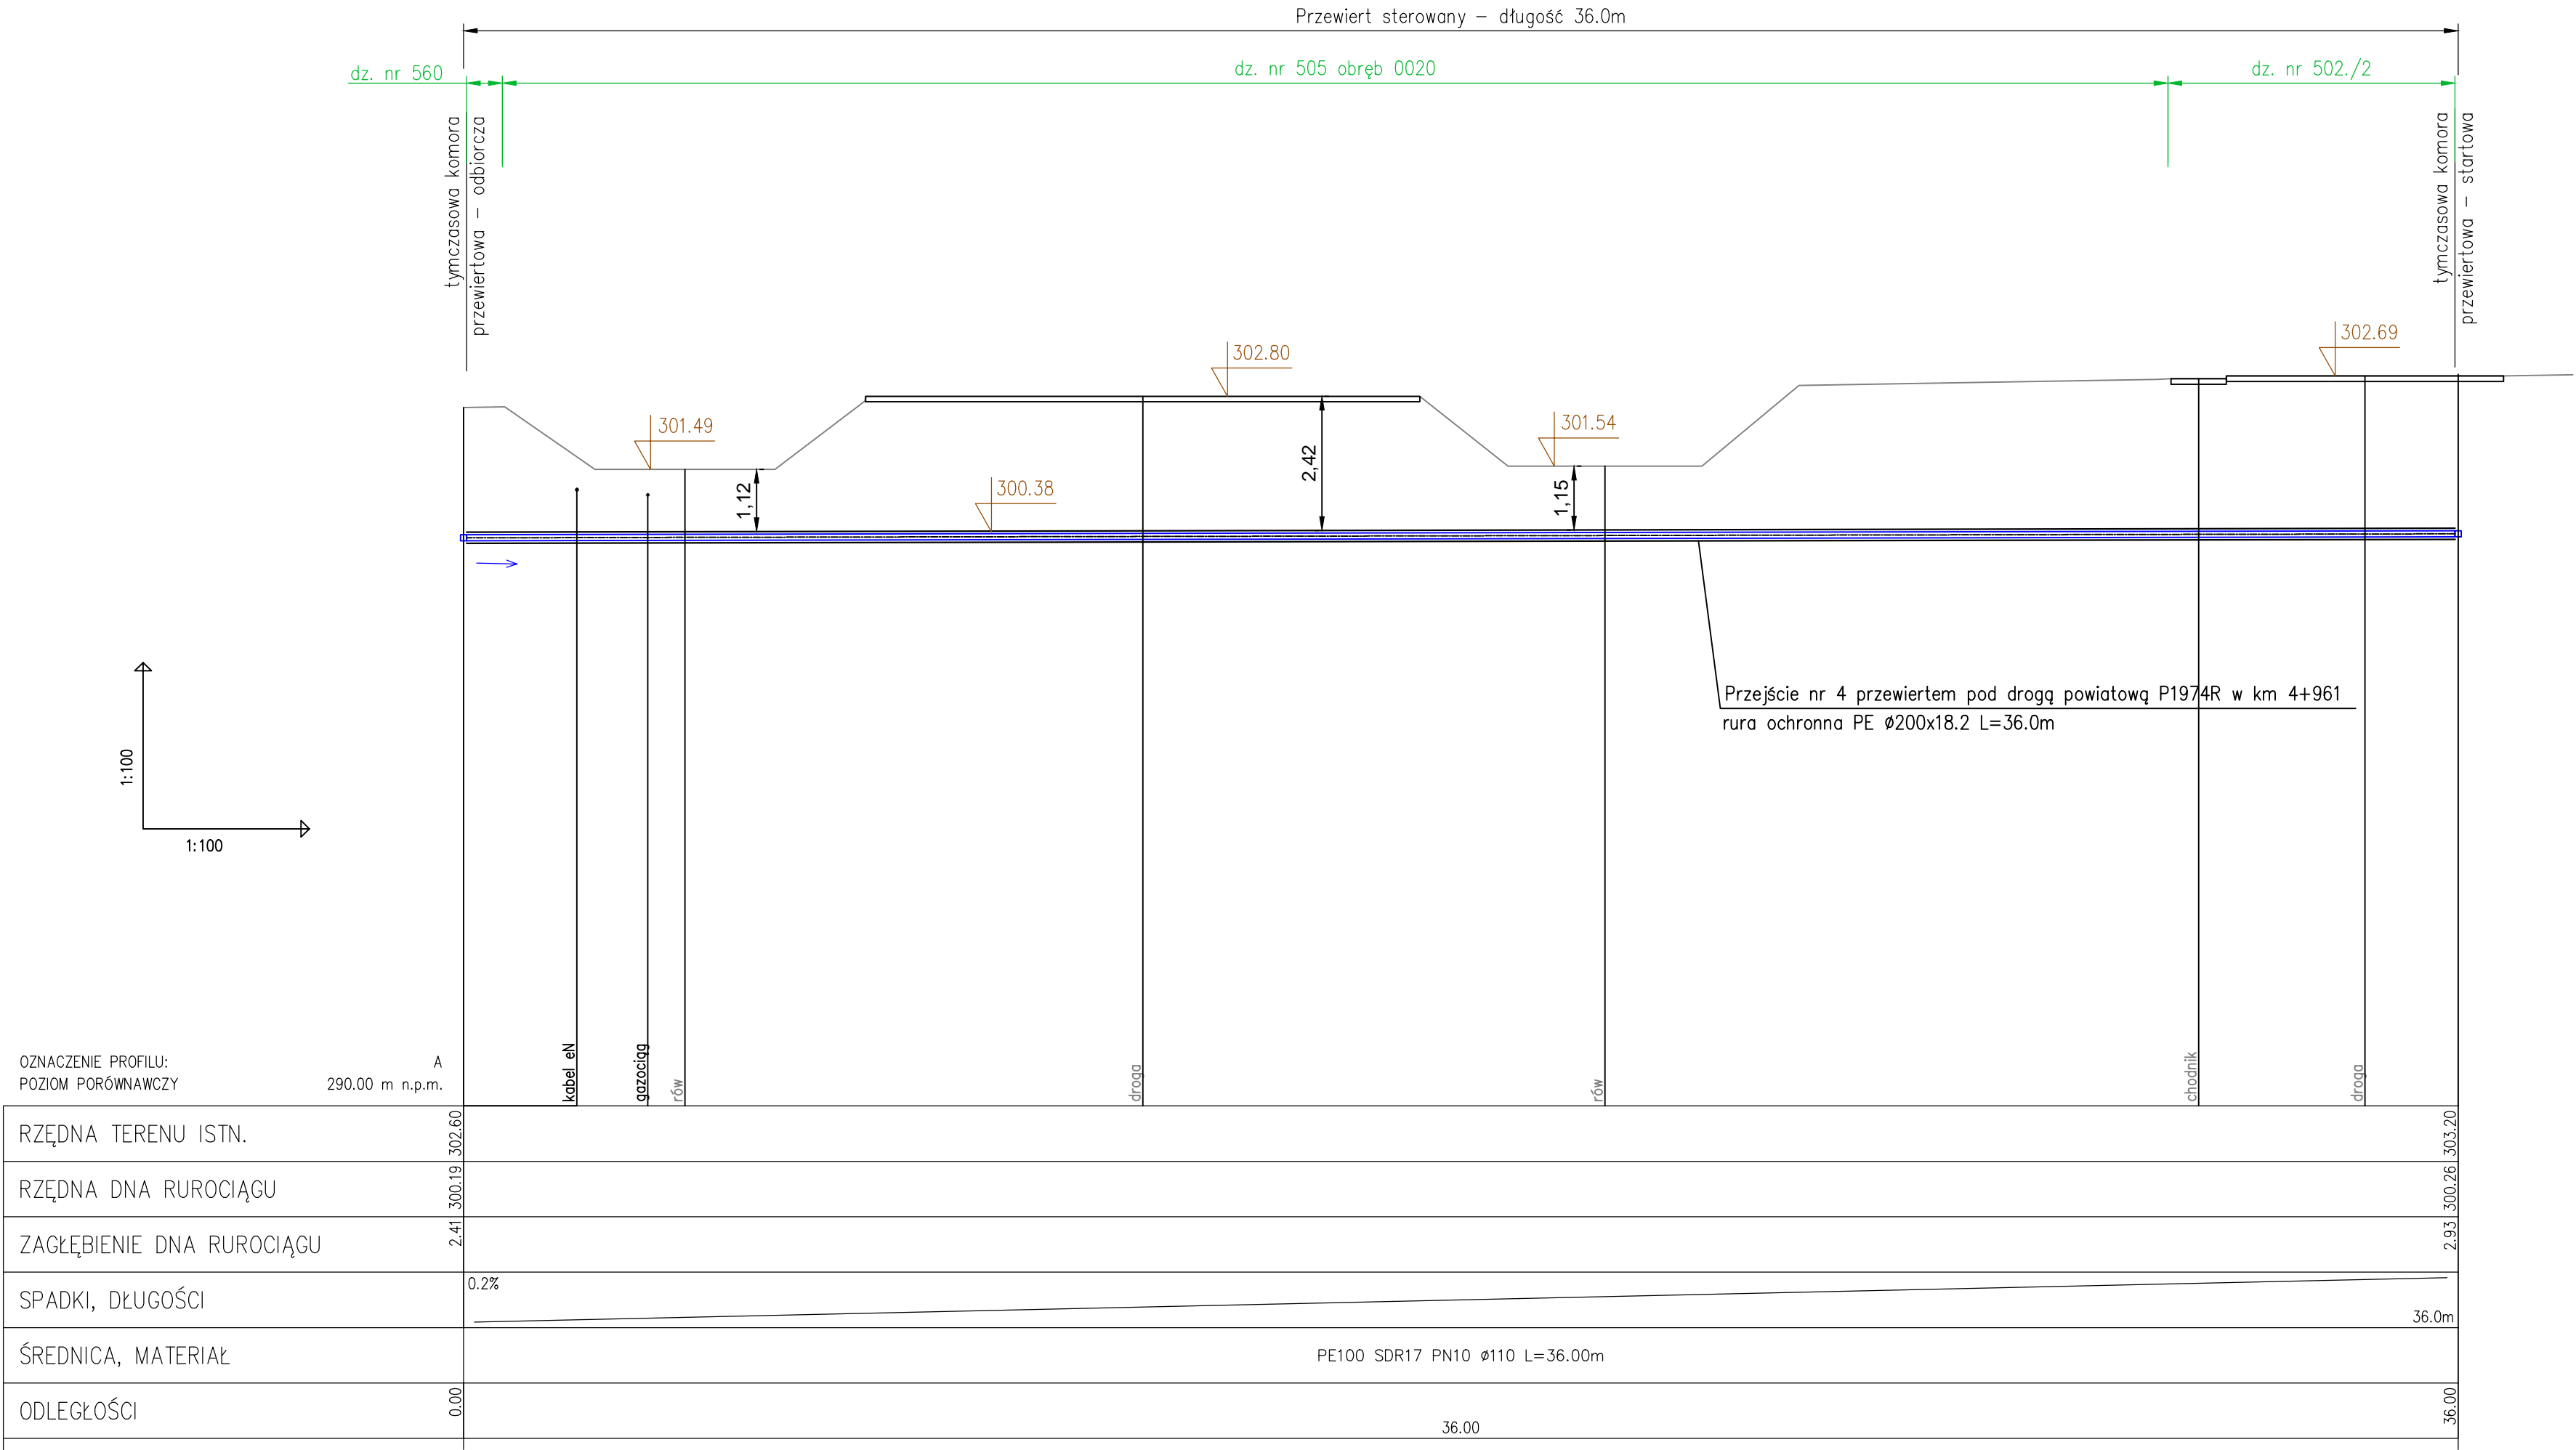 Przewiert sterowany – długość 36.0m
dz. nr 560
dz. nr 505 obręb 0020
dz. nr 502./2
tymczasowa komora
przewiertowa – odbiorcza
tymczasowa komora
przewiertowa – startowa
302.69
302.80
301.49
301.54
300.38
1,12
2,42
1,15
Przejście nr 4 przewiertem pod drogą powiatową P1974R w km 4+961
rura ochronna PE ø200x18.2 L=36.0m
1:100
1:100
kabel eN
gazociąg
rów
droga
rów
chodnik
droga
OZNACZENIE PROFILU: A
POZIOM PORÓWNAWCZY 290.00 m n.p.m.
RZĘDNA TERENU ISTN. 302.60 303.20
RZĘDNA DNA RUROCIĄGU 300.19 300.26
ZAGŁĘBIENIE DNA RUROCIĄGU 2.41 2.93
SPADKI, DŁUGOŚCI 0.2% 36.0m
ŚREDNICA, MATERIAŁ PE100 SDR17 PN10 ø110 L=36.00m
ODLEGŁOŚCI 0.00 36.00 36.00